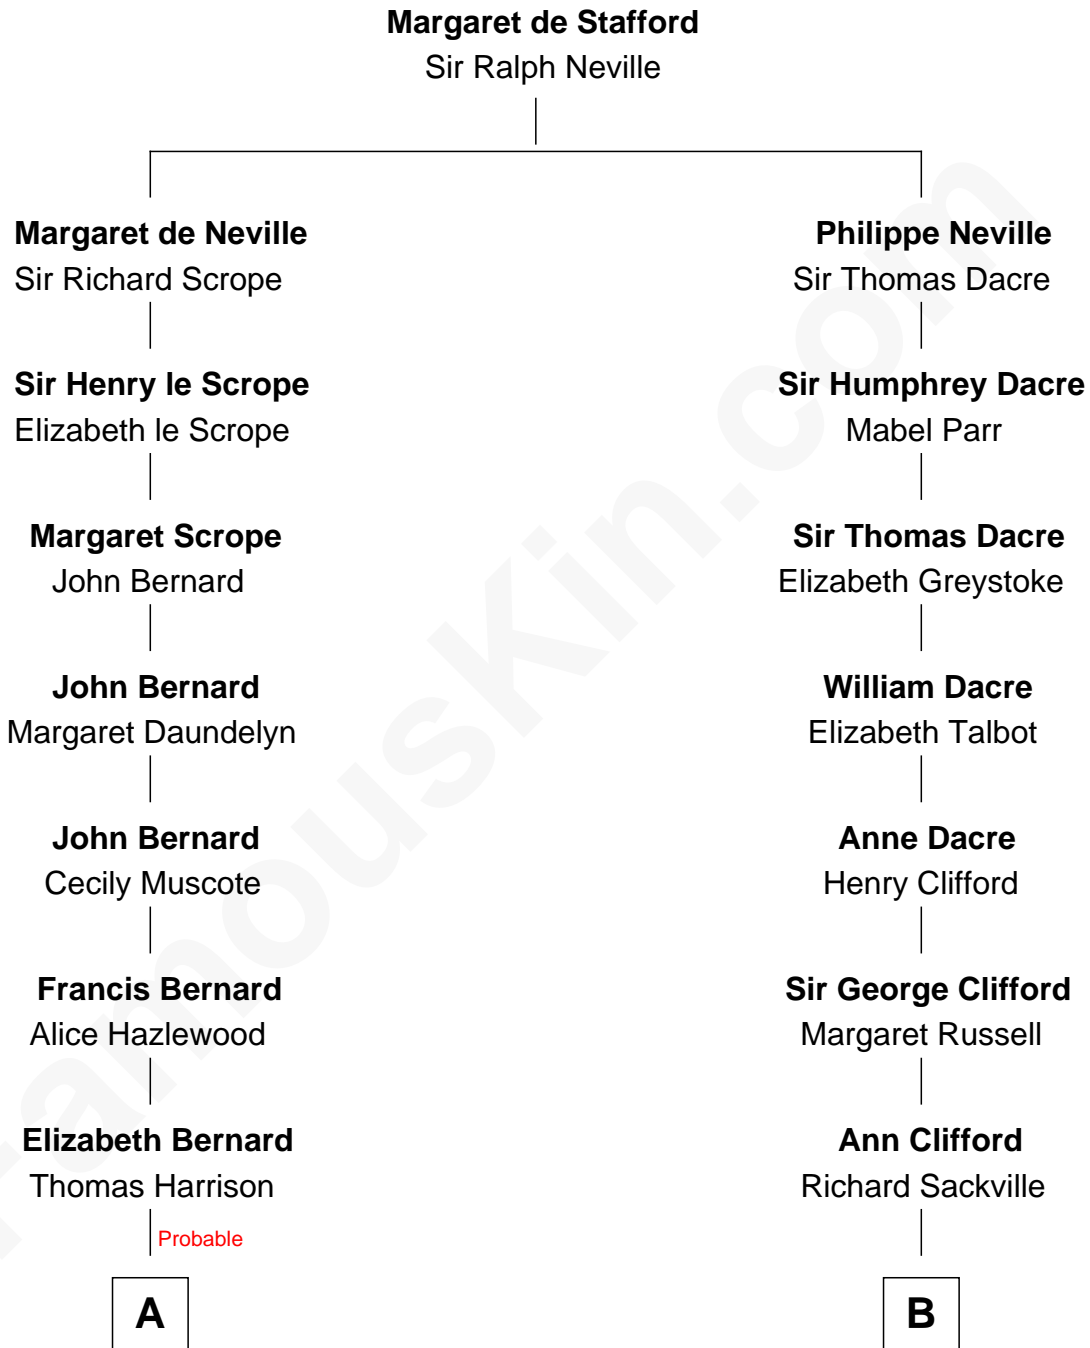 Margaret de Stafford
Sir Ralph Neville
Margaret de Neville
Sir Richard Scrope
Philippe Neville
Sir Thomas Dacre
Sir Henry le Scrope
Elizabeth le Scrope
Sir Humphrey Dacre
Mabel Parr
Margaret Scrope
John Bernard
Sir Thomas Dacre
Elizabeth Greystoke
John Bernard
Margaret Daundelyn
William Dacre
Elizabeth Talbot
John Bernard
Cecily Muscote
Anne Dacre
Henry Clifford
Francis Bernard
Alice Hazlewood
Sir George Clifford
Margaret Russell
Elizabeth Bernard
Thomas Harrison
Ann Clifford
Richard Sackville
Probable
A
B
FamousKin.com